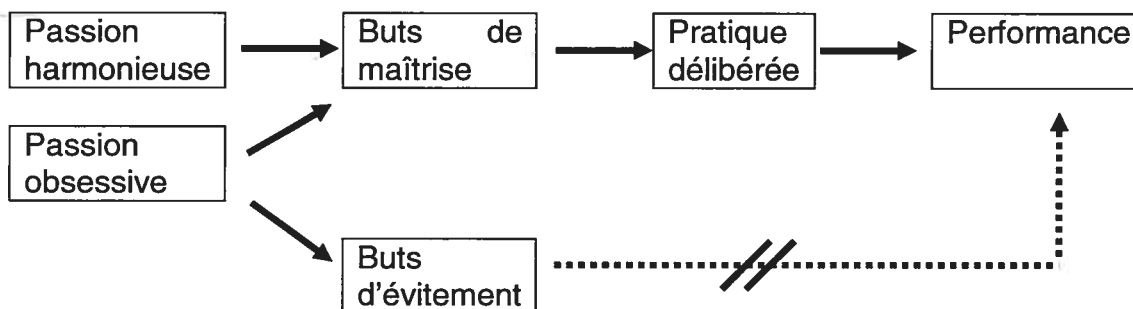 Passion
harmonieuse
Buts de
maîtrise
Pratique
délibérée
Performance
Passion
obsessive
Buts
d'évitement